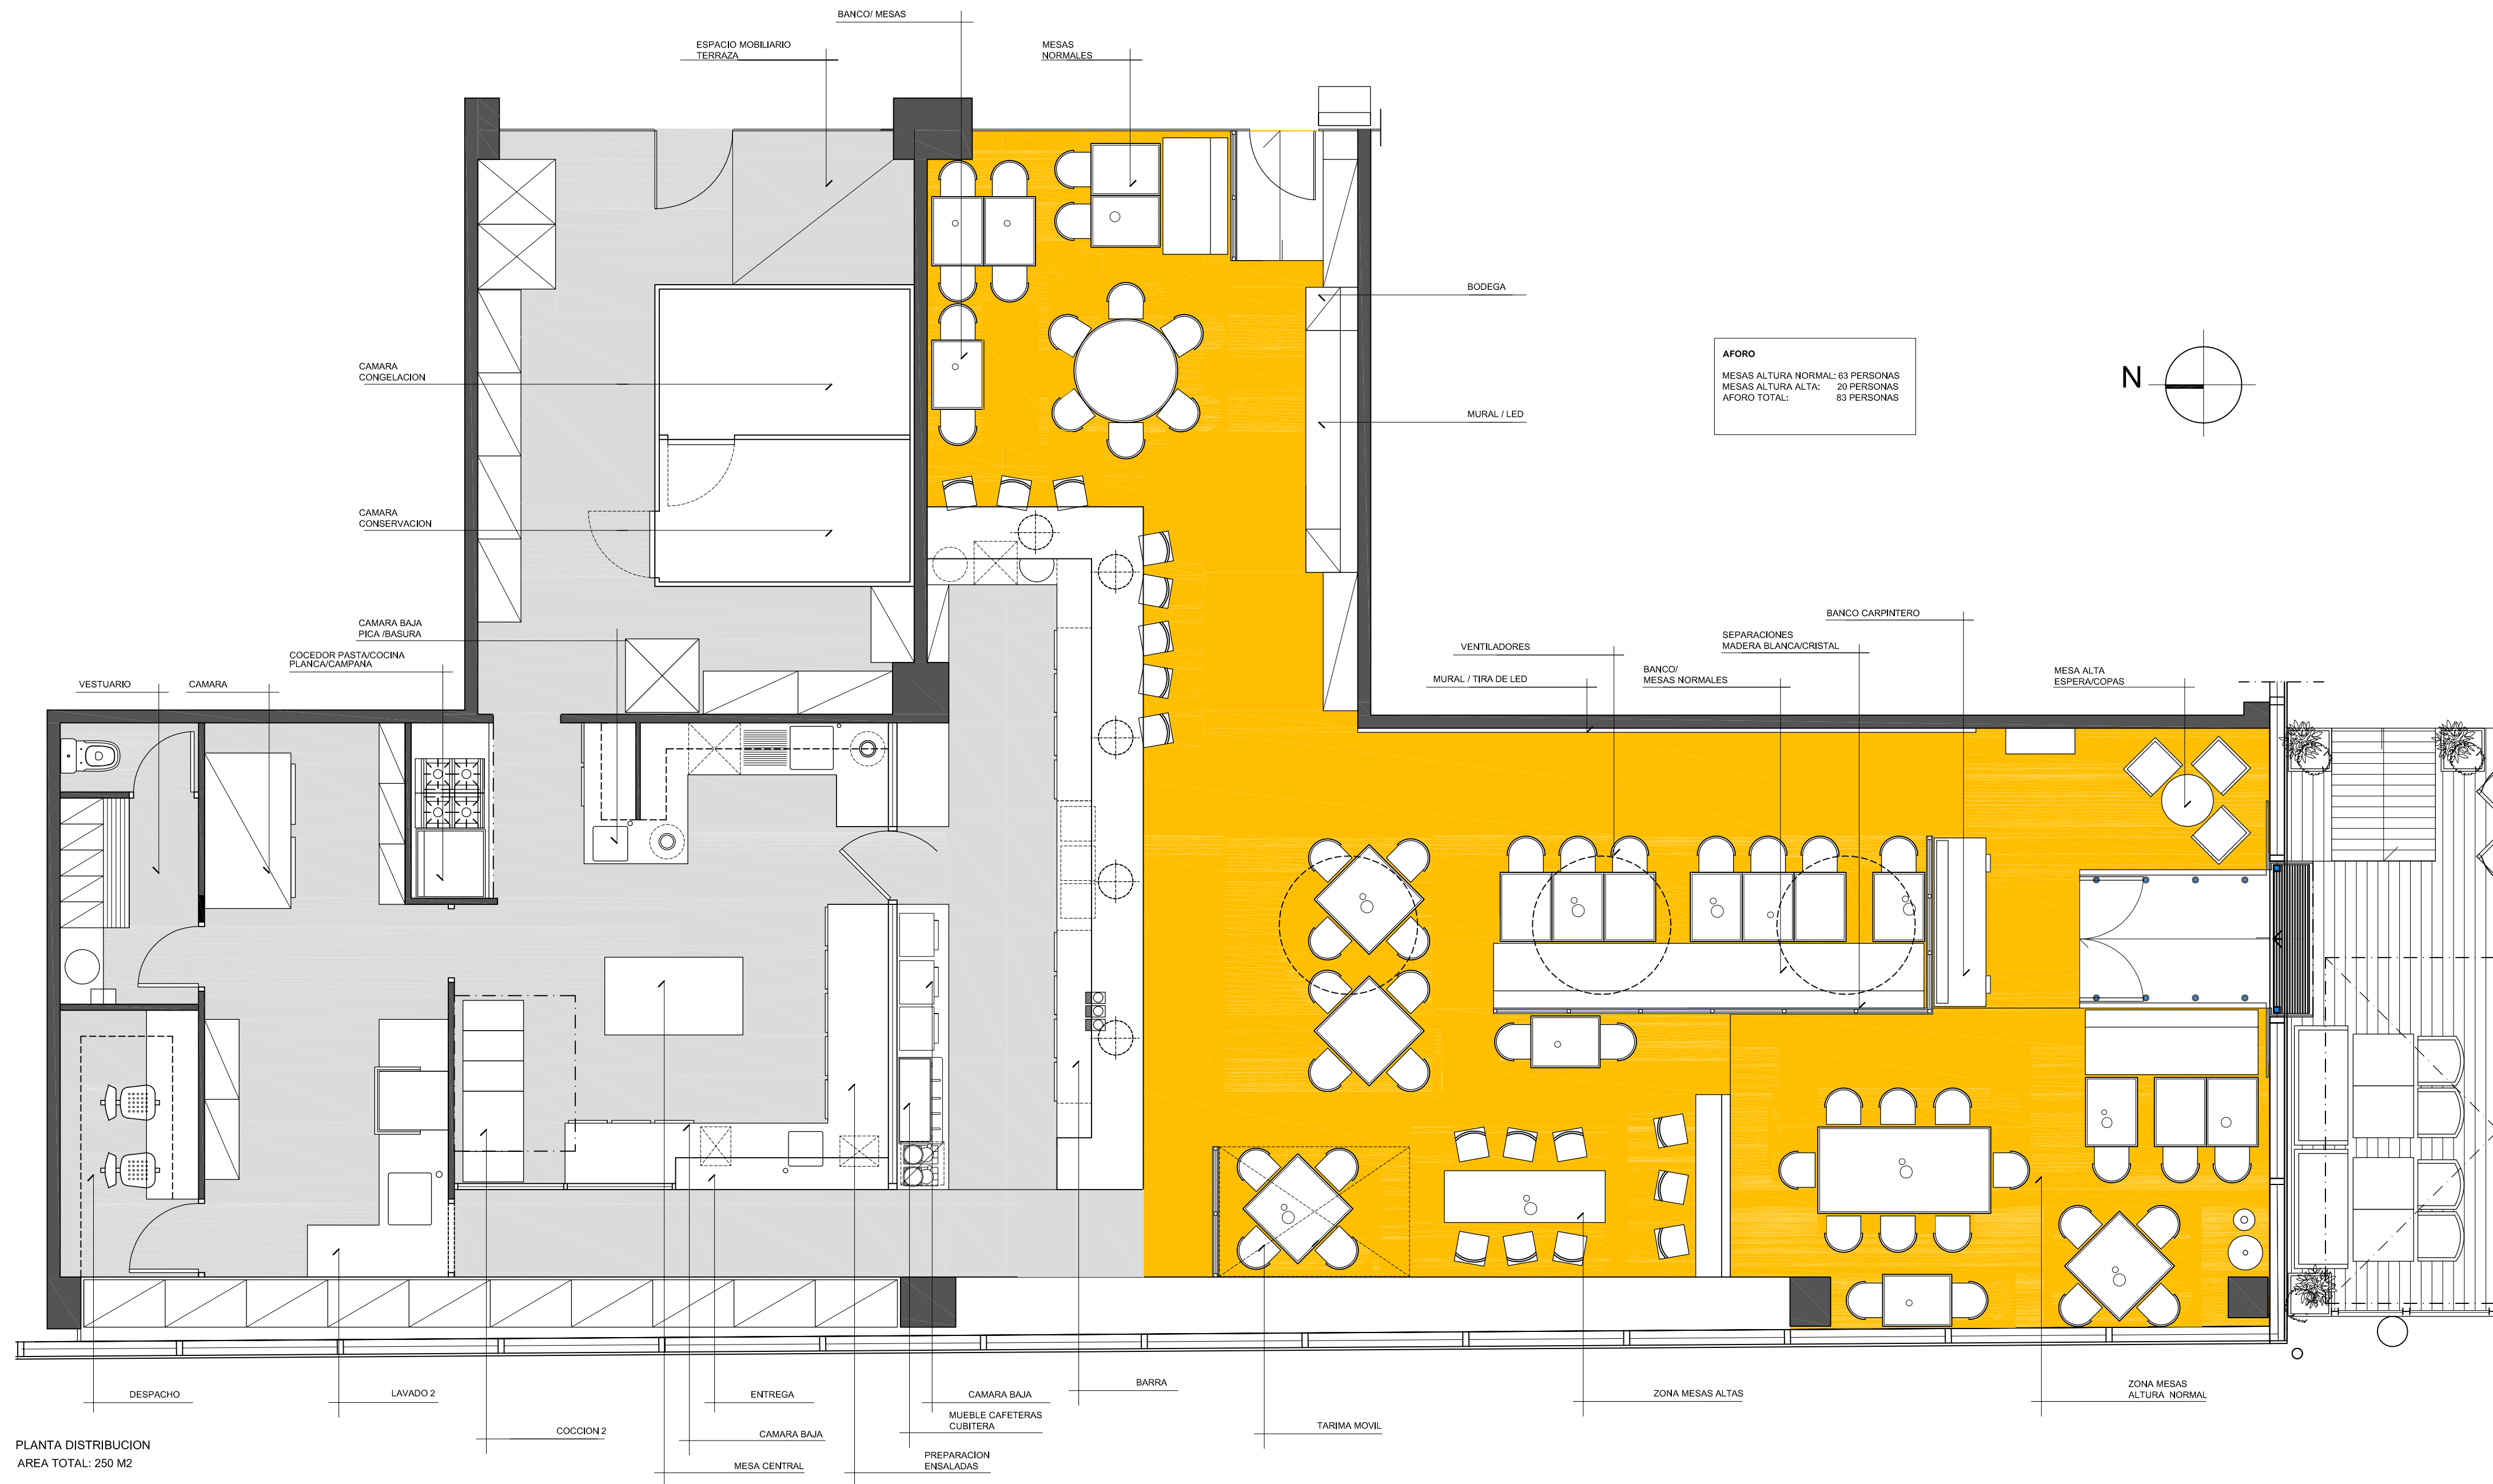 BANCO/ MESAS
ESPACIO MOBILIARIO
TERRAZA
MESAS
NORMALES
BODEGA
AFORO
MESAS ALTURA NORMAL: 63 PERSONAS
MESAS ALTURA ALTA: 20 PERSONAS
AFORO TOTAL: 83 PERSONAS
N
CAMARA
CONGELACION
MURAL / LED
CAMARA
CONSERVACION
CAMARA BAJA
PICA /BASURA
COCEDOR PASTA/COCINA
PLANCA/CAMPANA
VESTUARIO
CAMARA
BANCO CARPINTERO
SEPARACIONES
MADERA BLANCA/CRISTAL
VENTILADORES
BANCO/
MESAS NORMALES
MURAL / TIRA DE LED
MESA ALTA
ESPERA/COPAS
DESPACHO
LAVADO 2
ENTREGA
CAMARA BAJA
BARRA
ZONA MESAS ALTAS
ZONA MESAS
ALTURA NORMAL
MUEBLE CAFETERAS
CUBITERA
TARIMA MOVIL
COCCION 2
CAMARA BAJA
PREPARACION
ENSALADAS
MESA CENTRAL
PLANTA DISTRIBUCION
AREA TOTAL: 250 M2